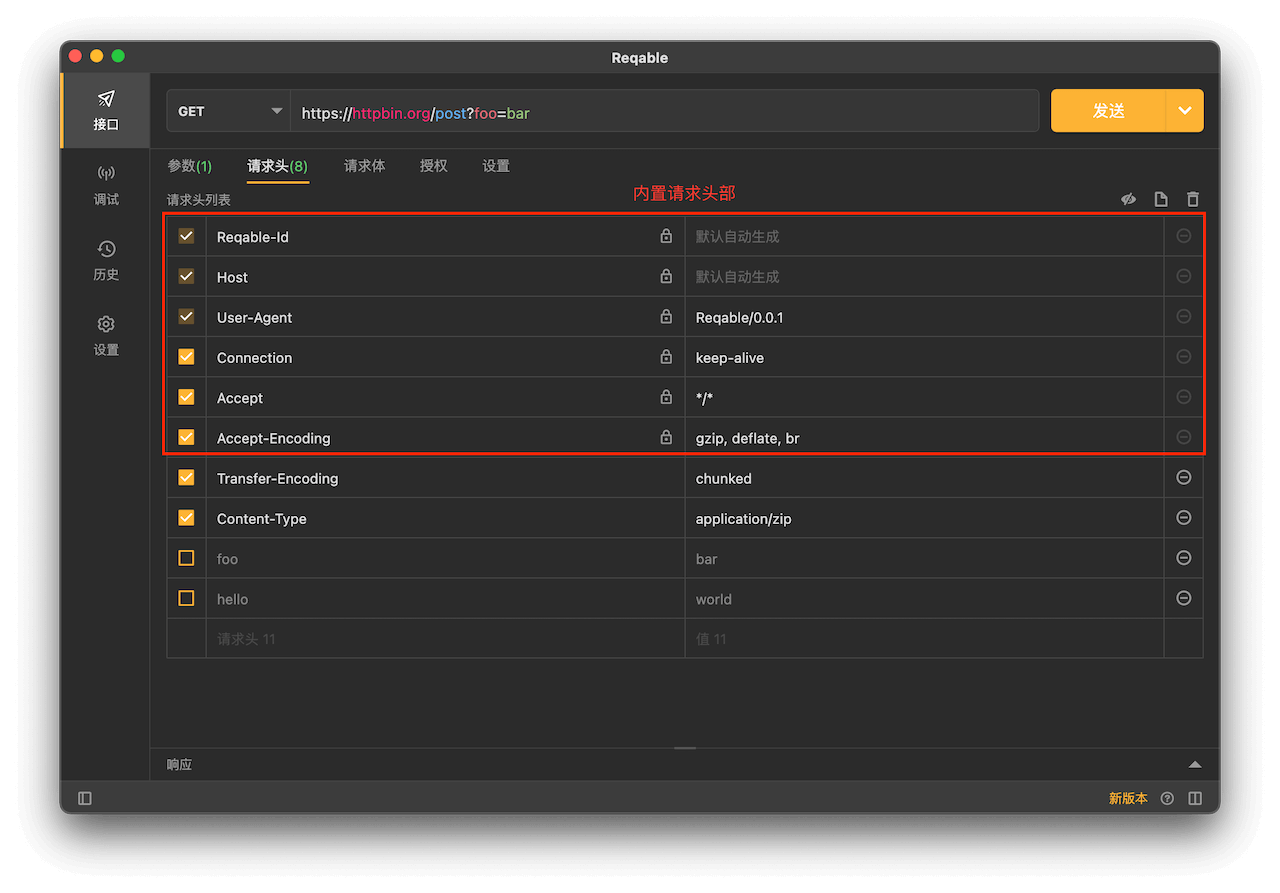 Reqable
接口
调试
历史
设置
GET
https://httpbin.org/post?foo=bar
发送
参数(1) 请求头(8) 请求体 授权 设置
请求头列表
内置请求头部
Reqable-Id 默认自动生成
Host 默认自动生成
User-Agent Reqable/0.0.1
Connection keep-alive
Accept */*
Accept-Encoding gzip, deflate, br
Transfer-Encoding chunked
Content-Type application/zip
foo bar
hello world
请求头 11 值 11
响应
新版本